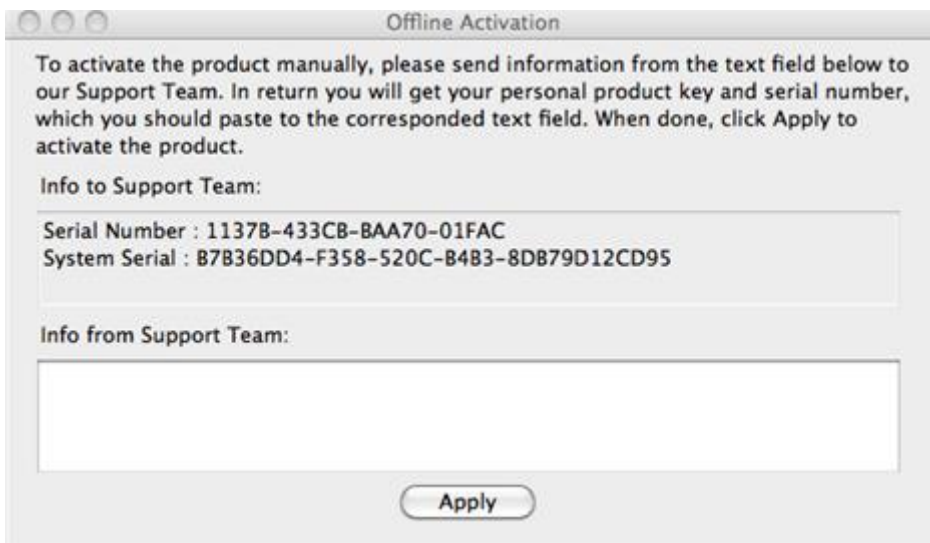 Offline Activation
To activate the product manually, please send information from the text field below to
our Support Team. In return you will get your personal product key and serial number,
which you should paste to the corresponded text field. When done, click Apply to
activate the product.
Info to Support Team:
Serial Number : 1137B-433CB-BAA70-01FAC
System Serial : B7B36DD4-F358-520C-B4B3-8DB79D12CD95
Info from Support Team:
Apply